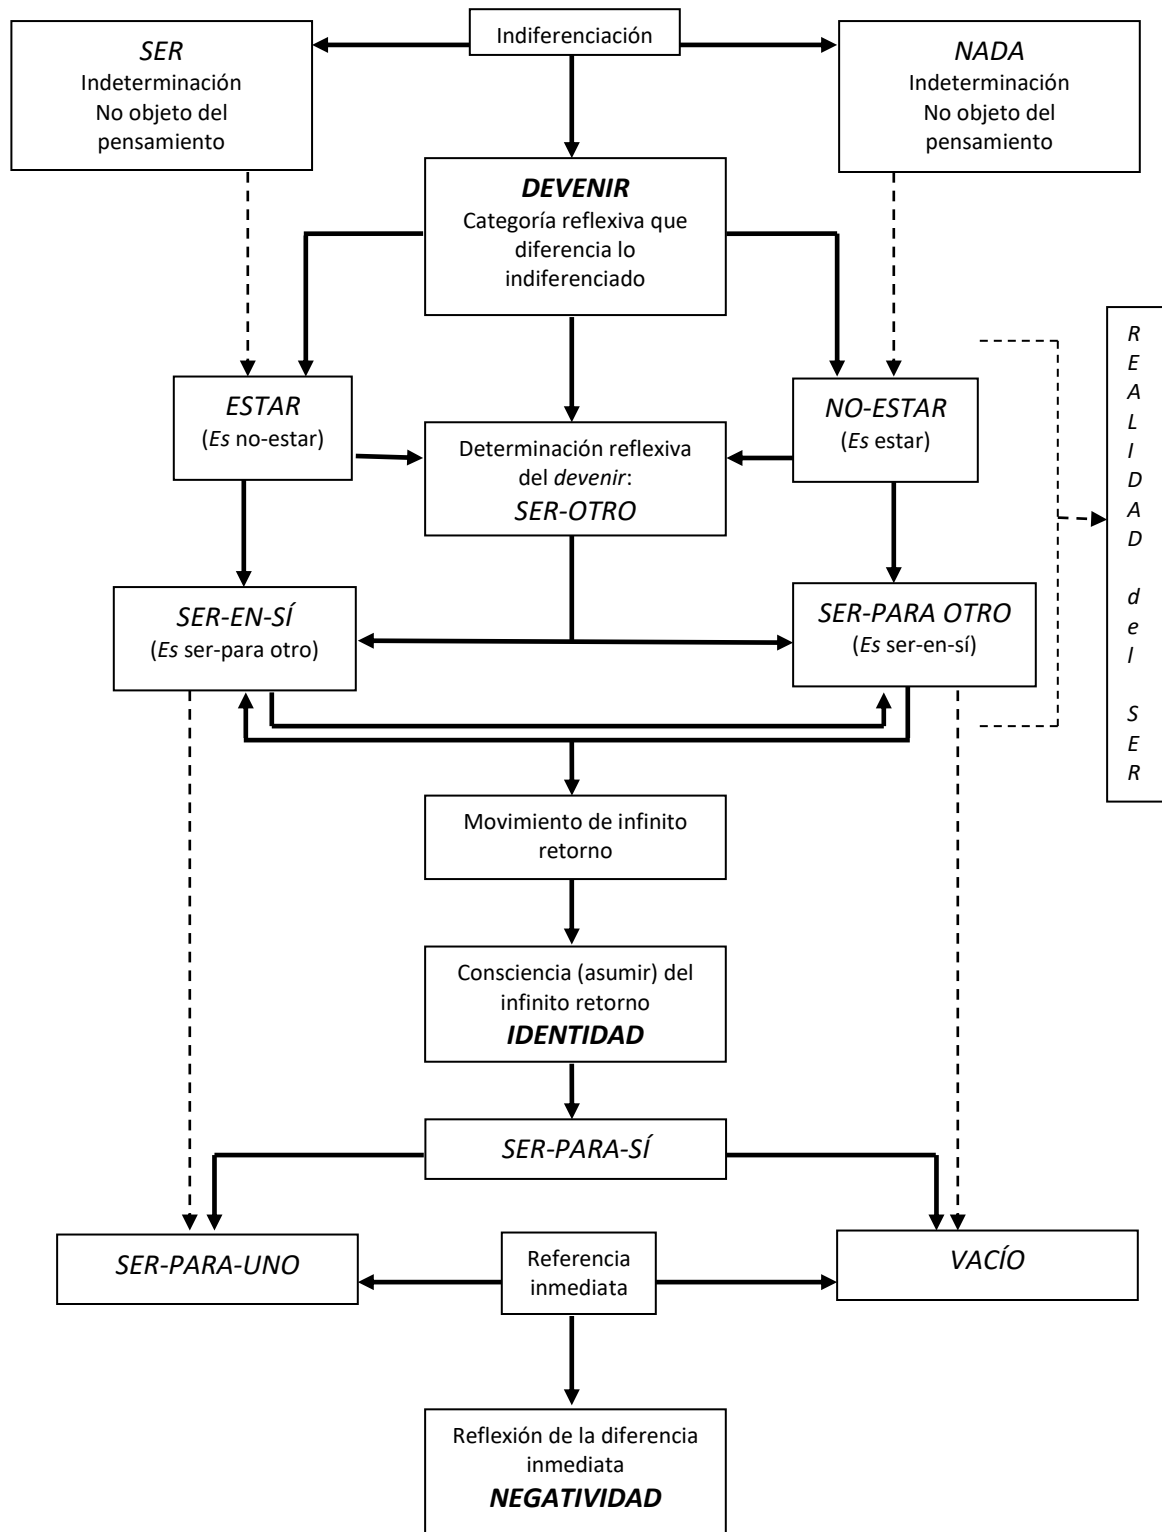 Indiferenciación
SER
Indeterminación
No objeto del
pensamiento
NADA
Indeterminación
No objeto del
pensamiento
DEVENIR
Categoría reflexiva que
diferencia lo
indiferenciado
ESTAR
(Es no-estar)
NO-ESTAR
(Es estar)
Determinación reflexiva
del devenir:
SER-OTRO
R
E
A
L
I
D
A
D
d
e
l
S
E
R
SER-EN-SÍ
(Es ser-para otro)
SER-PARA OTRO
(Es ser-en-sí)
Movimiento de infinito
retorno
Consciencia (asumir) del
infinito retorno
IDENTIDAD
SER-PARA-SÍ
SER-PARA-UNO
Referencia
inmediata
VACÍO
Reflexión de la diferencia
inmediata
NEGATIVIDAD